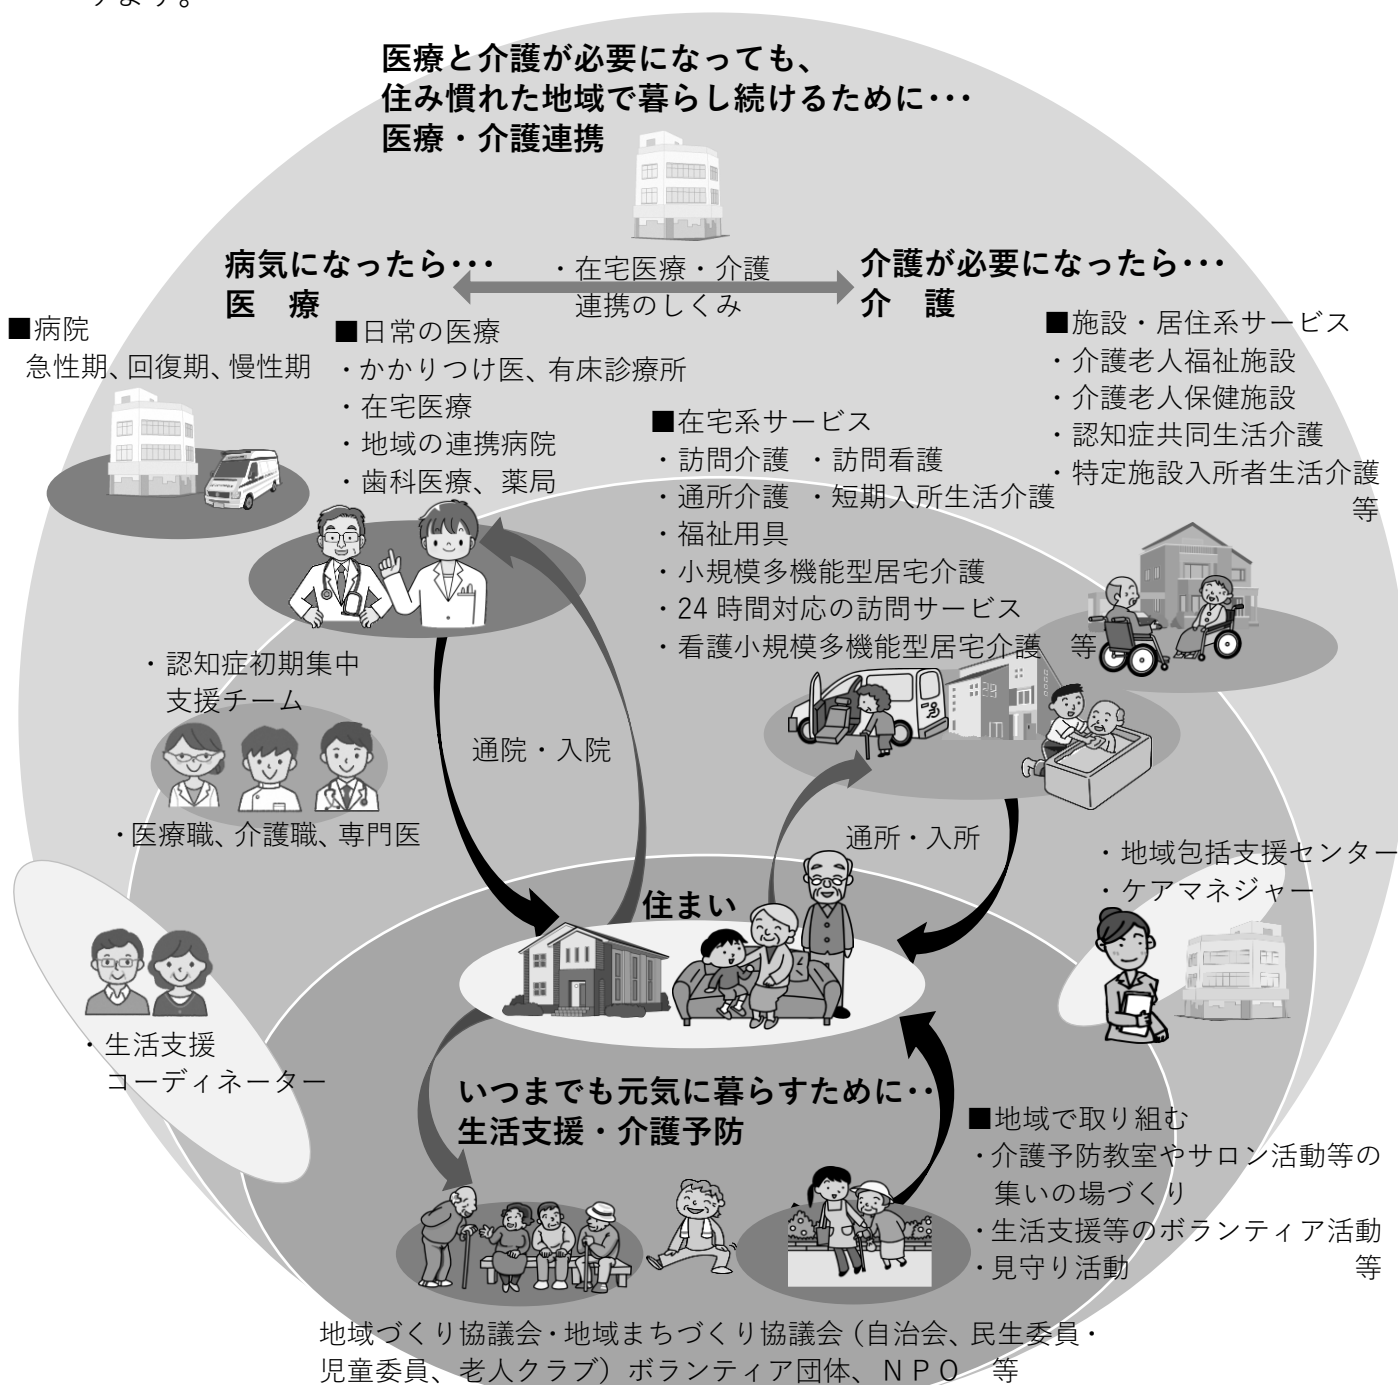 ります。
医療と介護が必要になっても、
住み慣れた地域で暮らし続けるために･･･
医療・介護連携
病気になったら･･･
医　療
・在宅医療・介護
連携のしくみ
介護が必要になったら･･･
介　護
■病院
急性期、回復期、慢性期
■日常の医療
・かかりつけ医、有床診療所
・在宅医療
・地域の連携病院
・歯科医療、薬局
■在宅系サービス
・訪問介護　・訪問看護
・通所介護　・短期入所生活介護
・福祉用具
・小規模多機能型居宅介護
・24 時間対応の訪問サービス
・看護小規模多機能型居宅介護　等
■施設・居住系サービス
・介護老人福祉施設
・介護老人保健施設
・認知症共同生活介護
・特定施設入所者生活介護
等
・認知症初期集中
支援チーム
・医療職、介護職、専門医
通院・入院
通所・入所
・地域包括支援センター
・ケアマネジャー
住まい
・生活支援
コーディネーター
いつまでも元気に暮らすために･･
生活支援・介護予防
■地域で取り組む
・介護予防教室やサロン活動等の
集いの場づくり
・生活支援等のボランティア活動
・見守り活動　等
地域づくり協議会・地域まちづくり協議会（自治会、民生委員・
児童委員、老人クラブ）ボランティア団体、ＮＰＯ　等